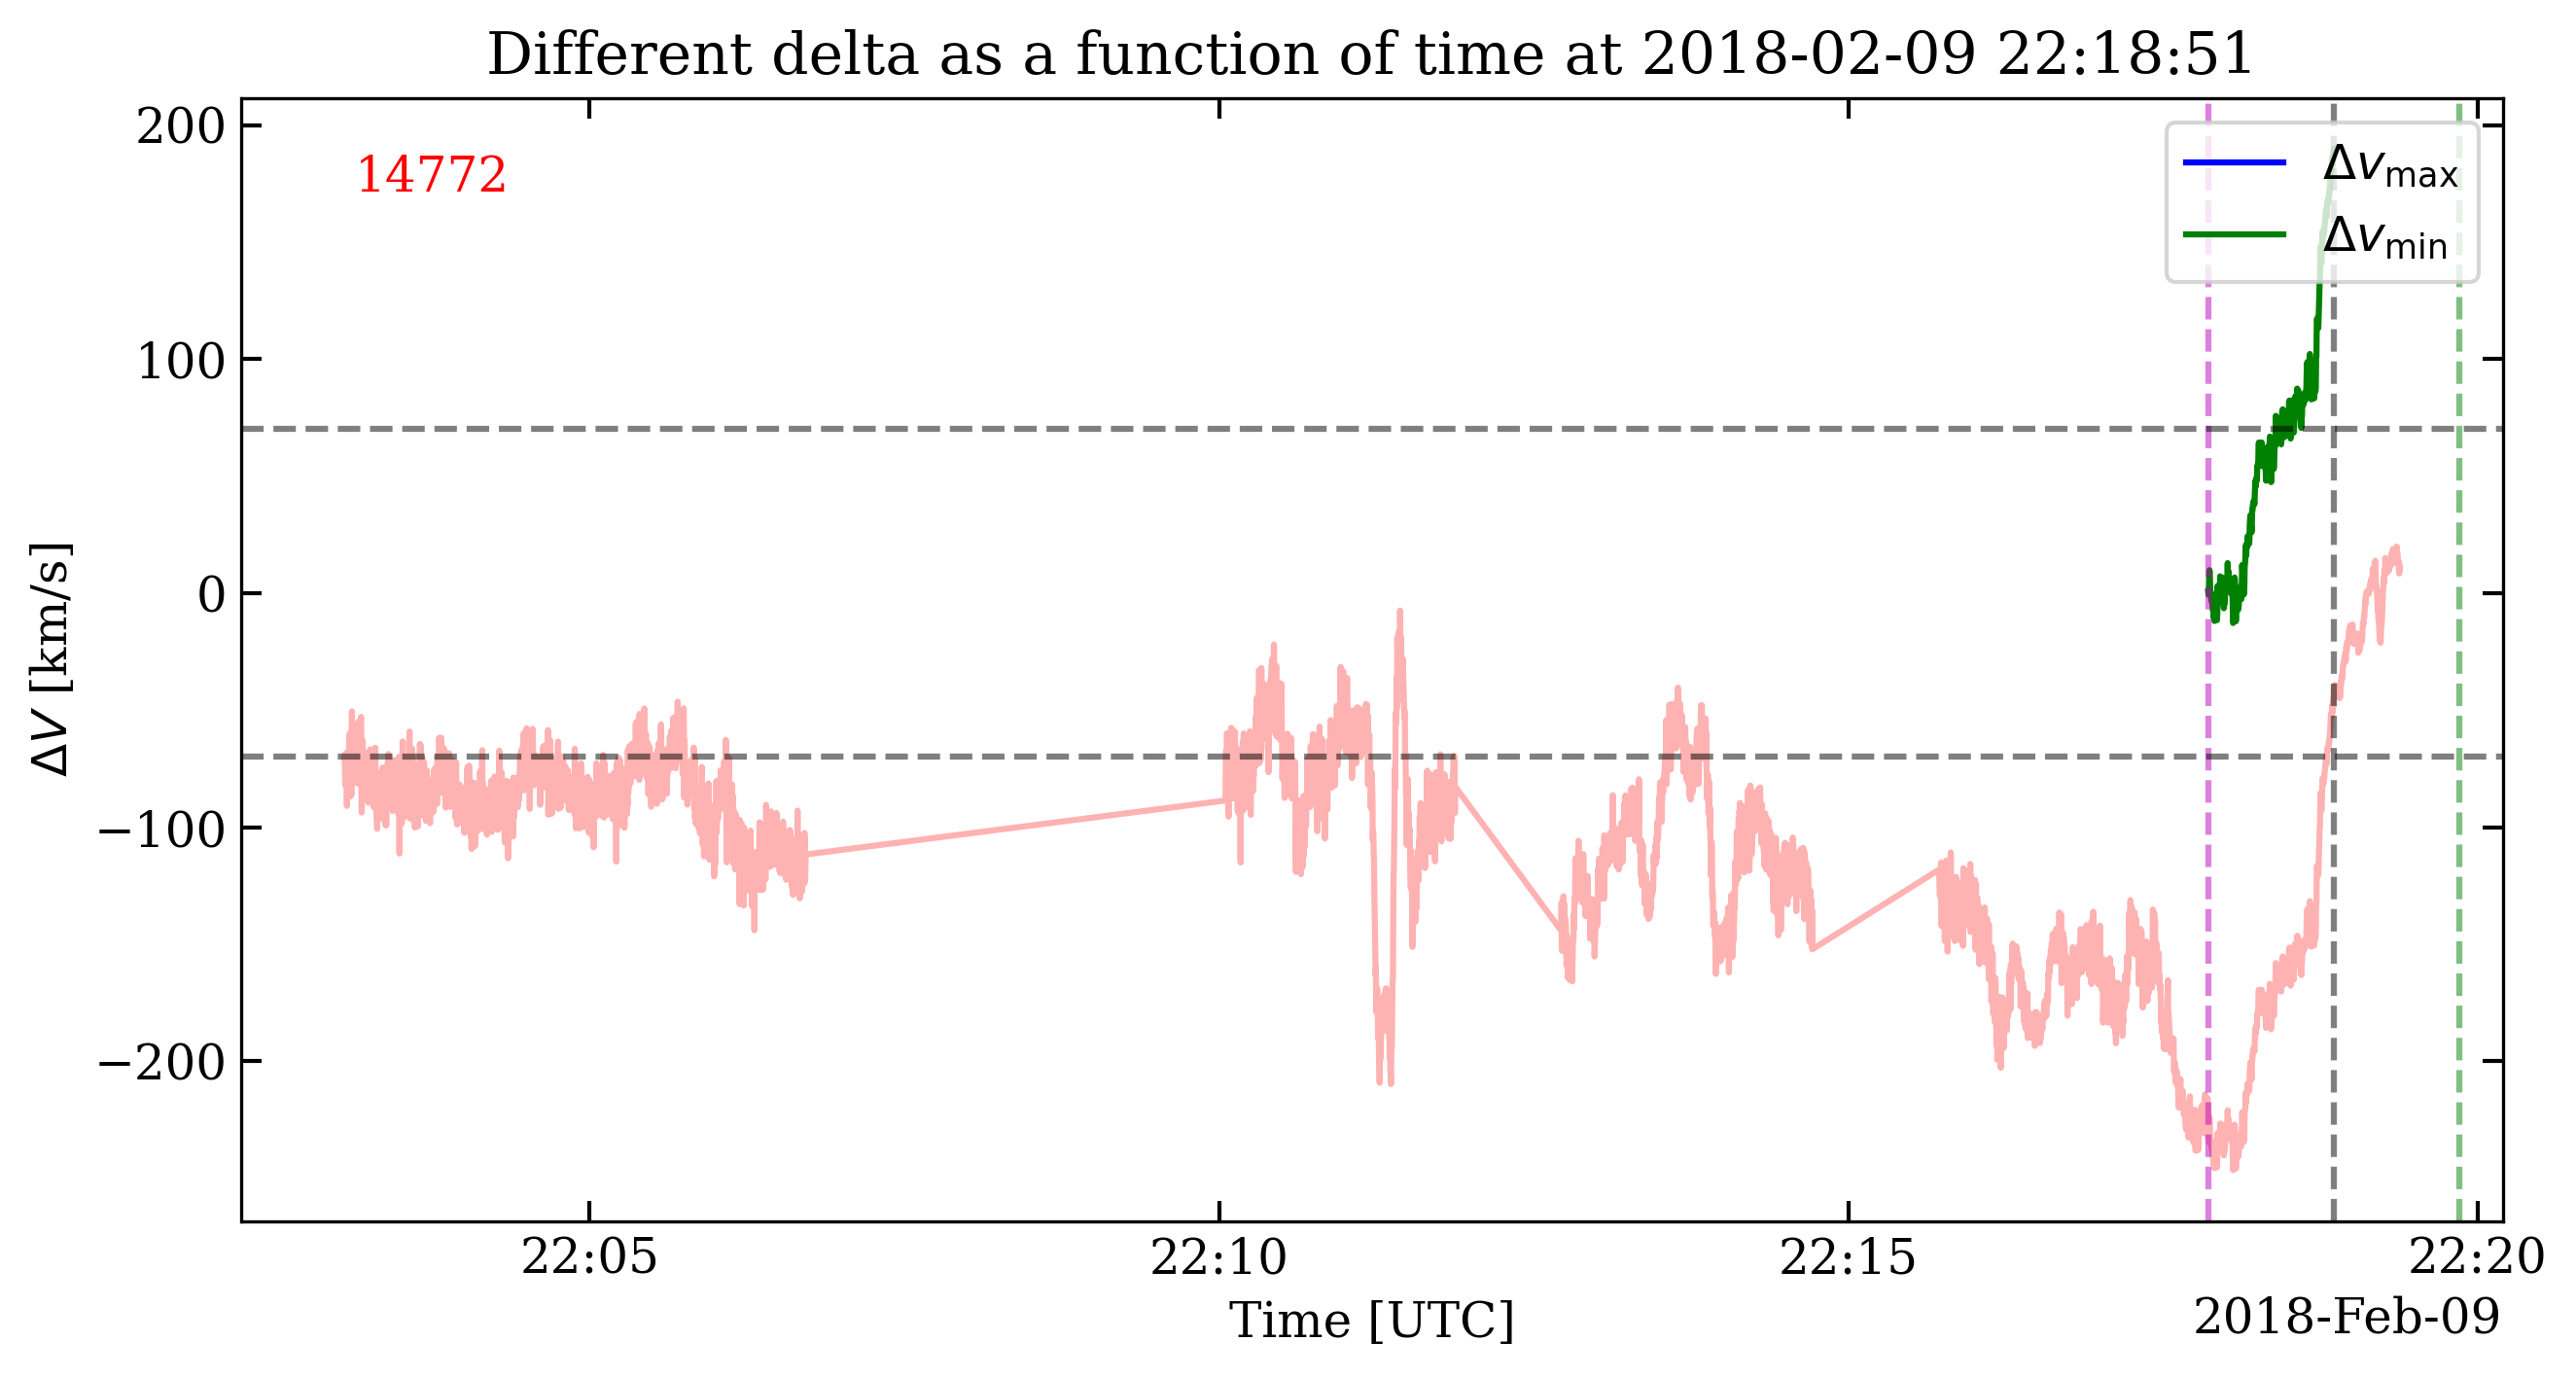 Different delta as a function of time at 2018-02-09 22:18:51
14772
Δv_max
Δv_min
ΔV [km/s]
200
100
0
−100
−200
22:05
22:10
22:15
22:20
Time [UTC]
2018-Feb-09